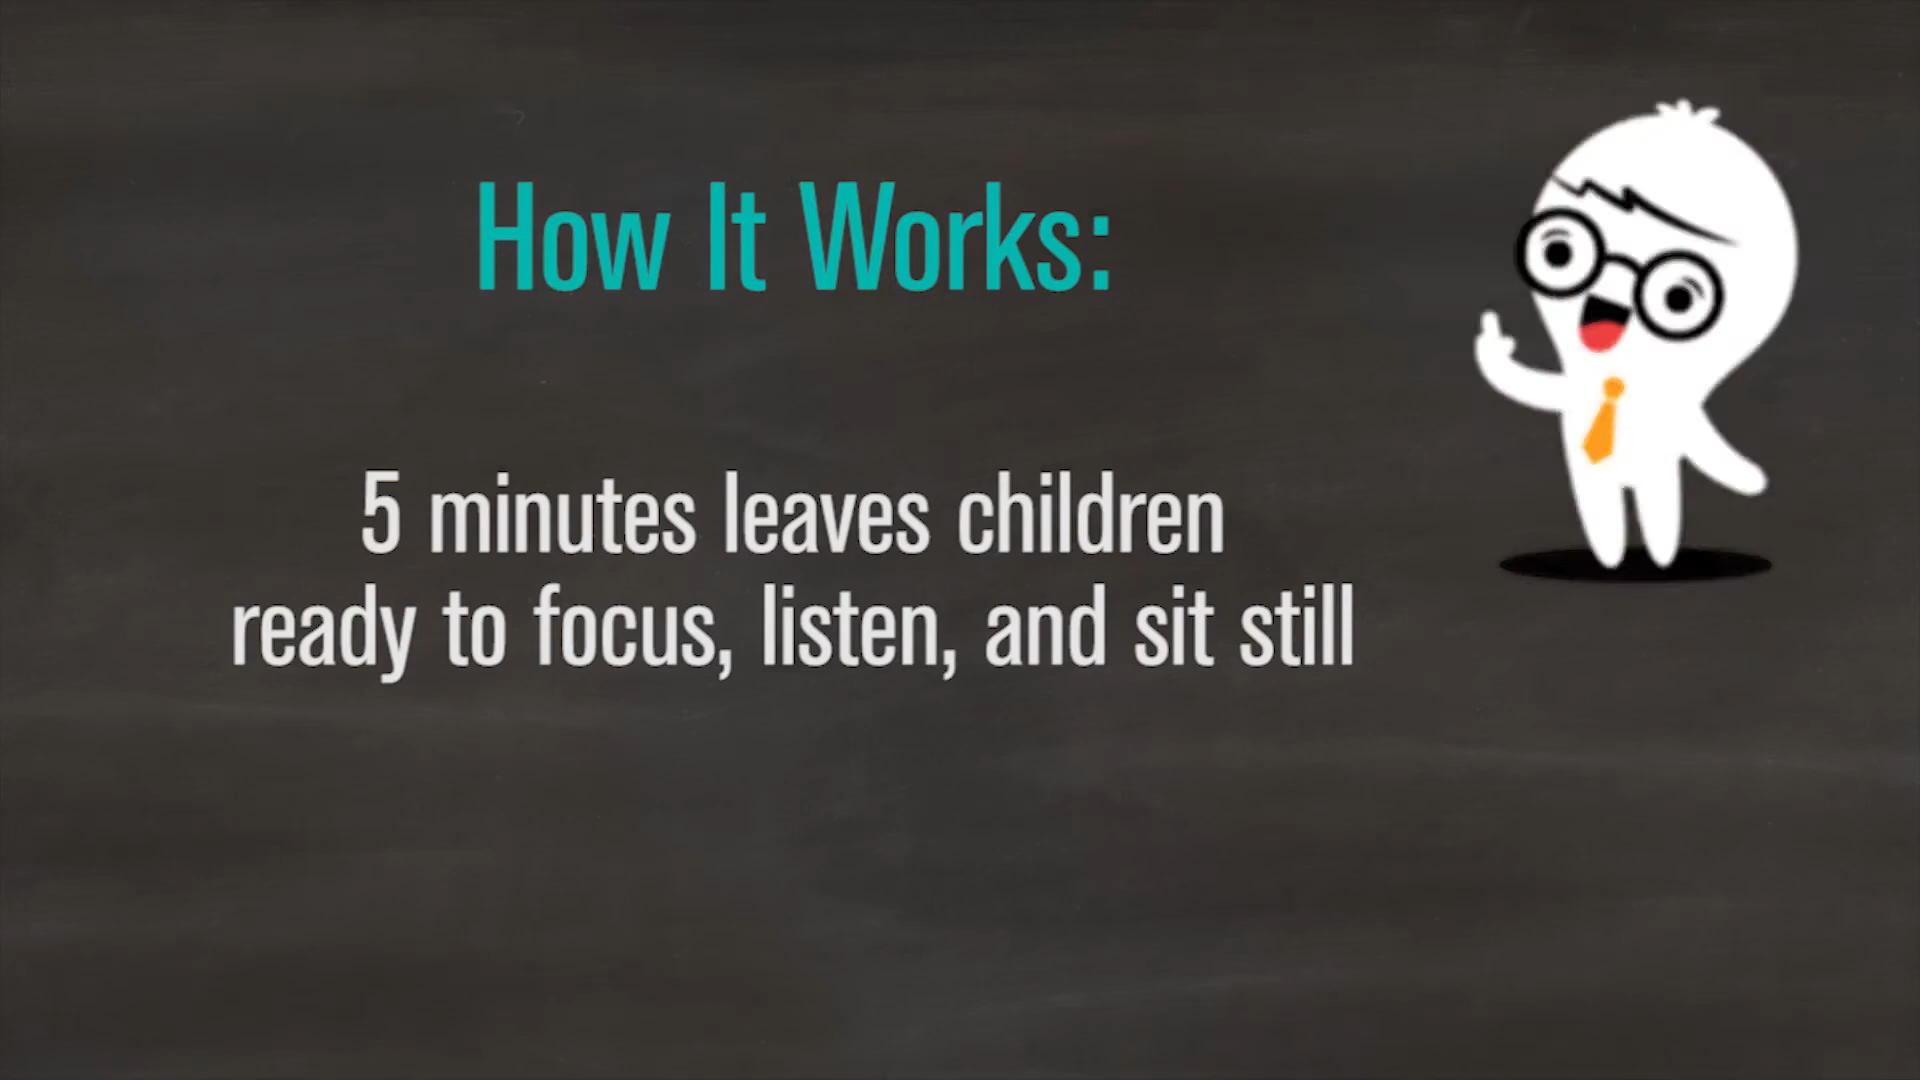 How It Works:
5 minutes leaves children
ready to focus, listen, and sit still